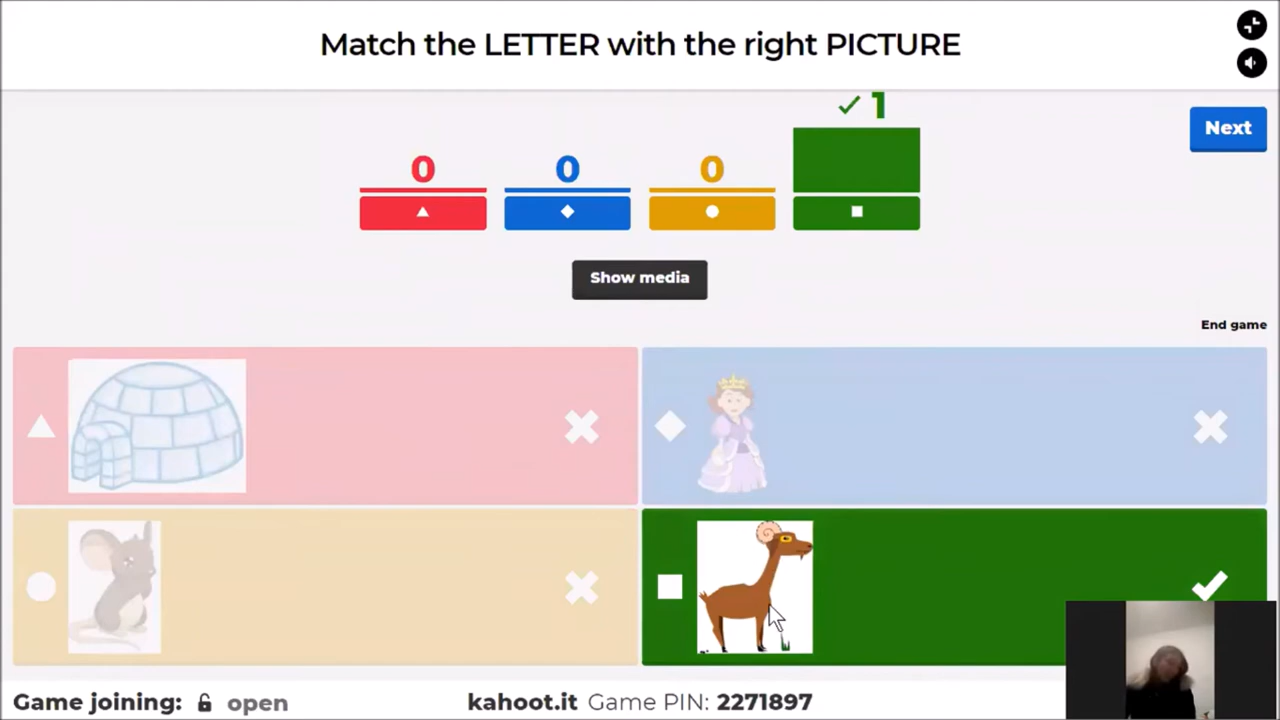 Match the LETTER with the right PICTURE
1
0
0
0
Next
Show media
End game
Game joining: open
kahoot.it Game PIN: 2271897